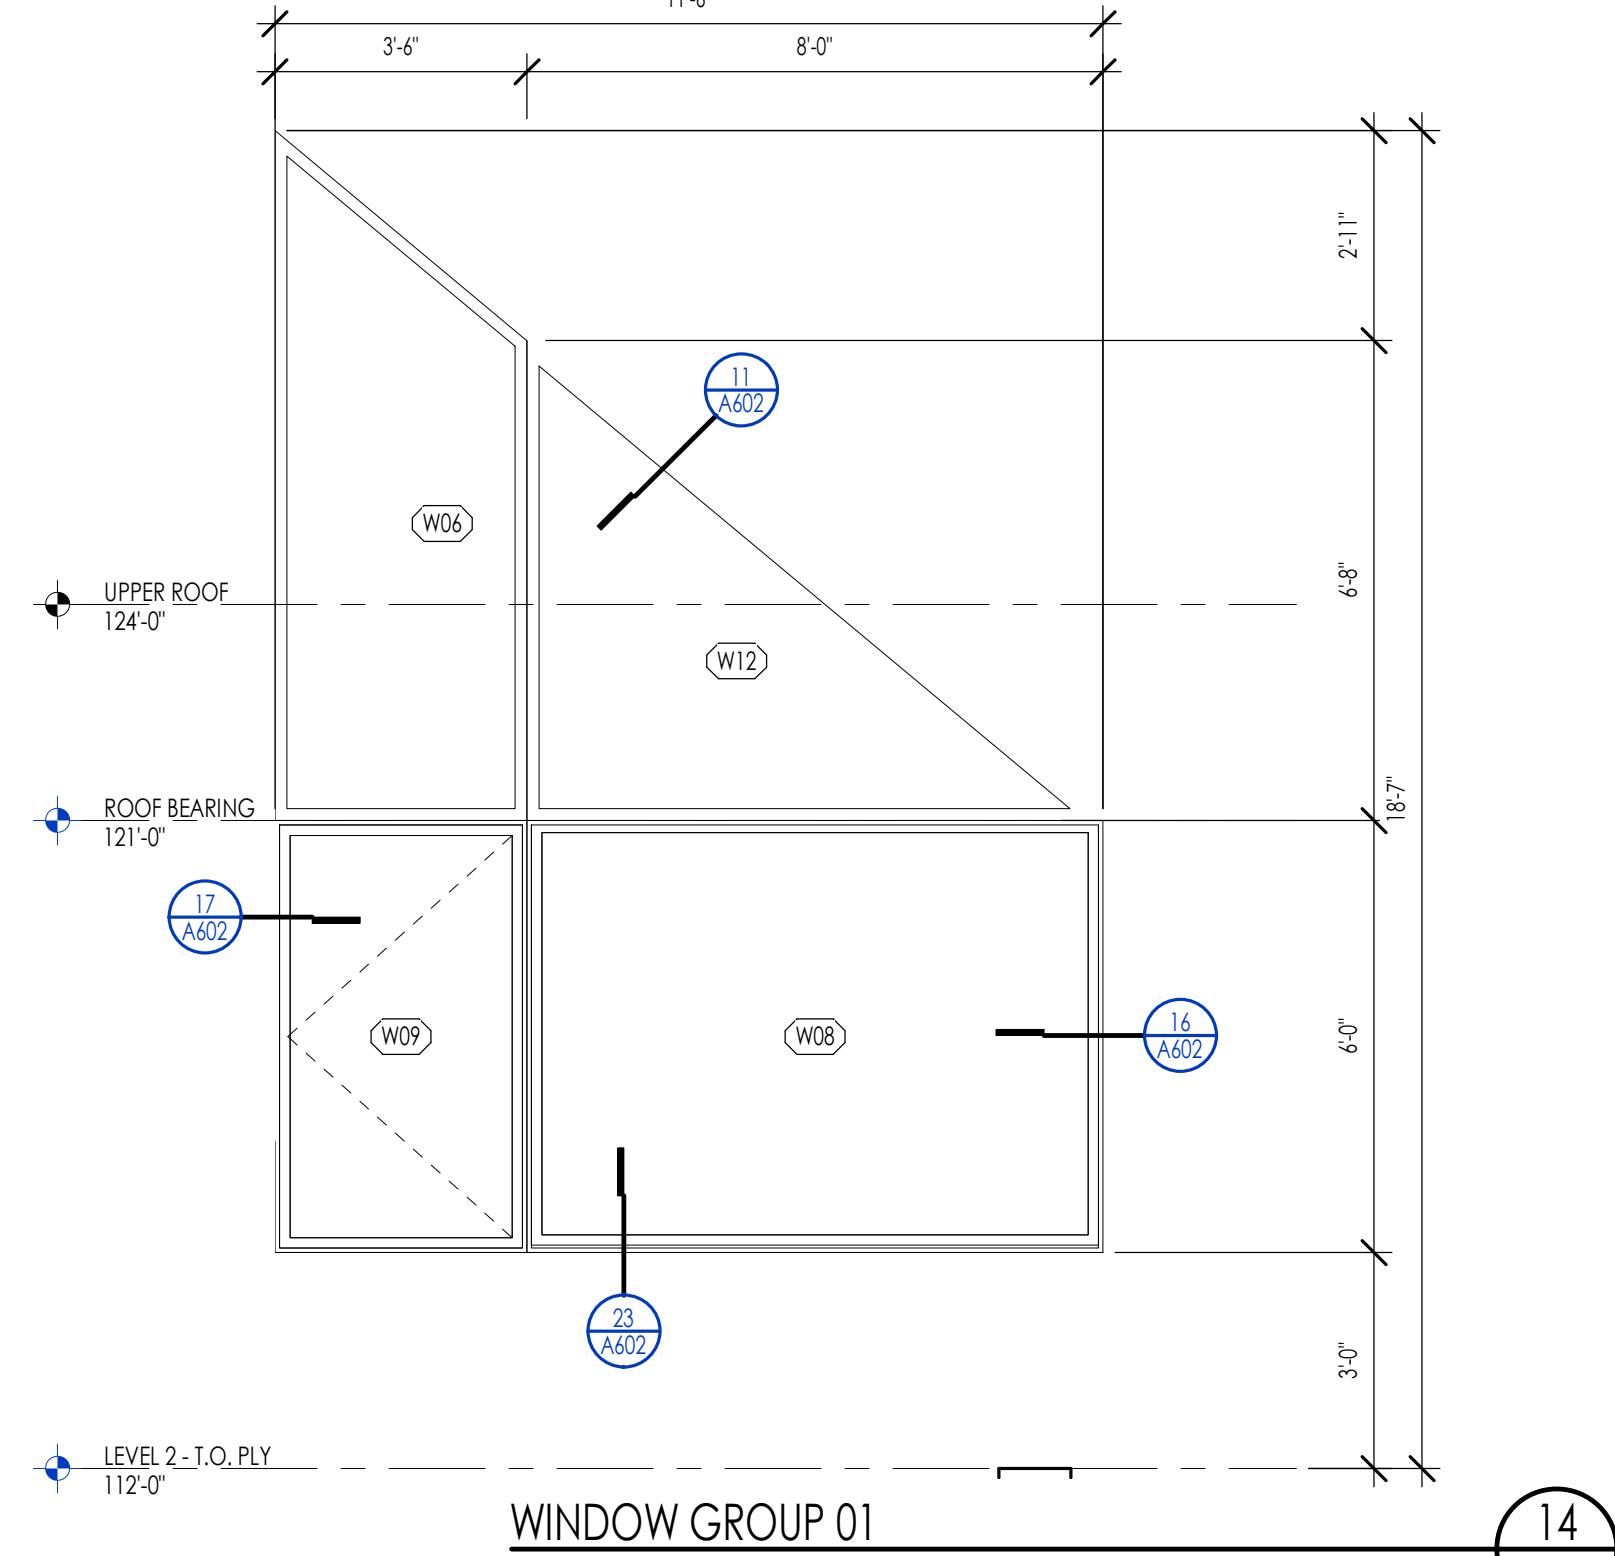 3'-6"
8'-0"
2'-11"
11
A602
W06
6'-8"
UPPER ROOF
124'-0"
W12
18'-7"
ROOF BEARING
121'-0"
17
A602
W09
W08
16
A602
6'-0"
23
A602
3'-0"
LEVEL 2 - T.O. PLY
112'-0"
WINDOW GROUP 01
14